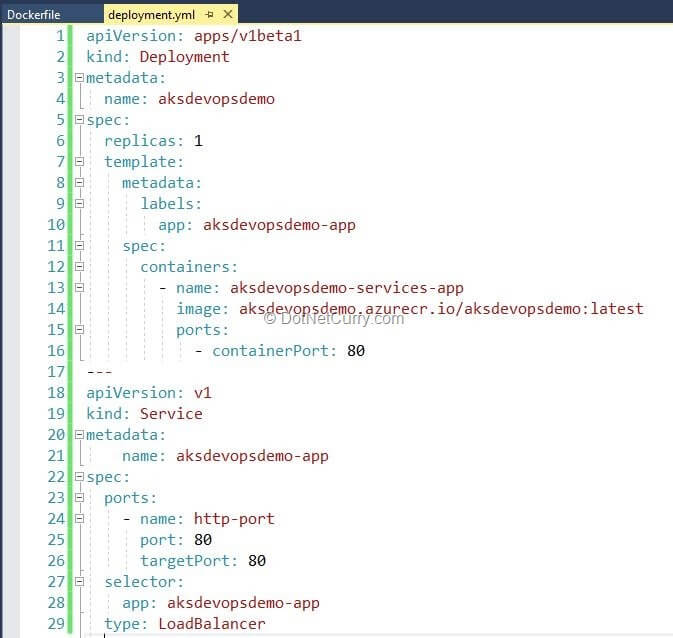 Dockerfile deployment.yml
1 apiVersion: apps/v1beta1
2 kind: Deployment
3 metadata:
4   name: aksdevopsdemo
5 spec:
6   replicas: 1
7   template:
8     metadata:
9       labels:
10         app: aksdevopsdemo-app
11     spec:
12       containers:
13         - name: aksdevopsdemo-services-app
14           image: aksdevopsdemo.azurecr.io/aksdevopsdemo:latest
© DotNetCurry.com
15           ports:
16             - containerPort: 80
17 ---
18 apiVersion: v1
19 kind: Service
20 metadata:
21     name: aksdevopsdemo-app
22 spec:
23   ports:
24     - name: http-port
25       port: 80
26       targetPort: 80
27   selector:
28     app: aksdevopsdemo-app
29   type: LoadBalancer